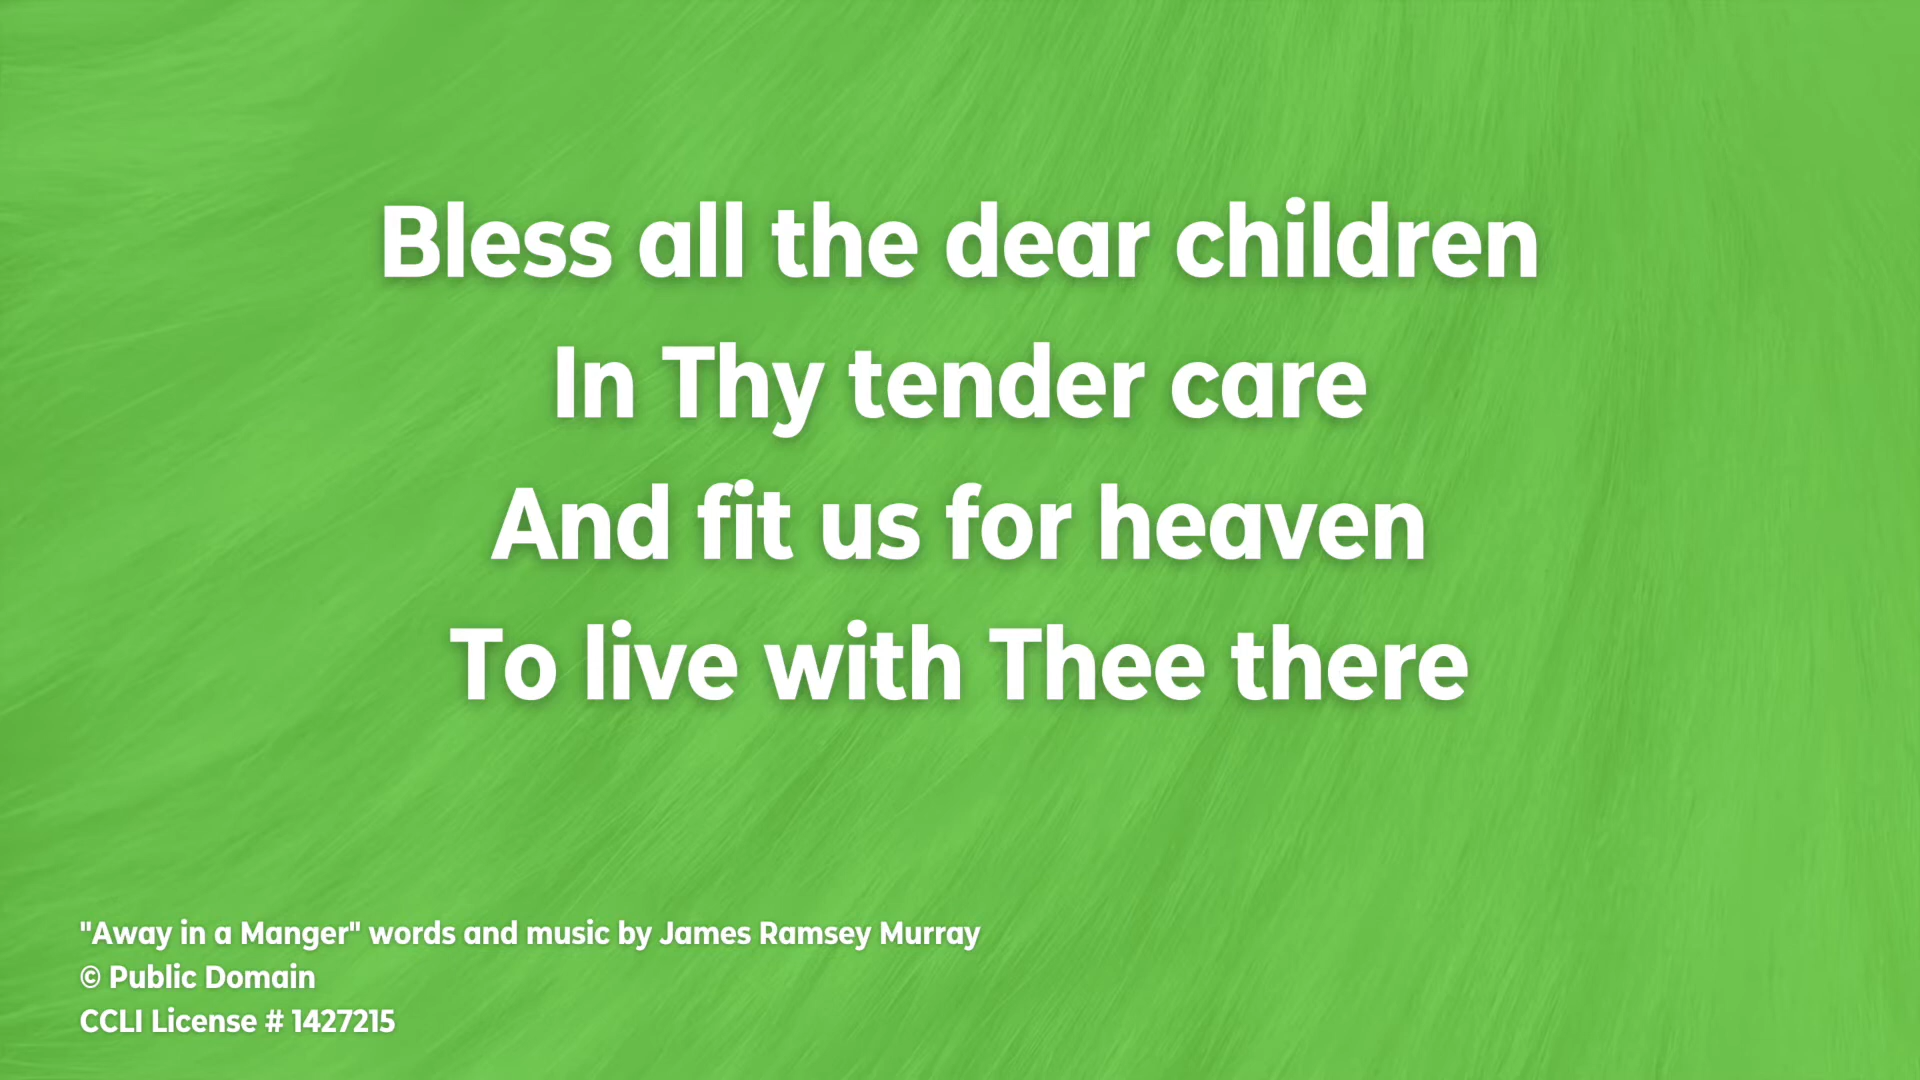 Bless all the dear children
In Thy tender care
And fit us for heaven
To live with Thee there
"Away in a Manger" words and music by James Ramsey Murray
© Public Domain
CCLI License # 1427215